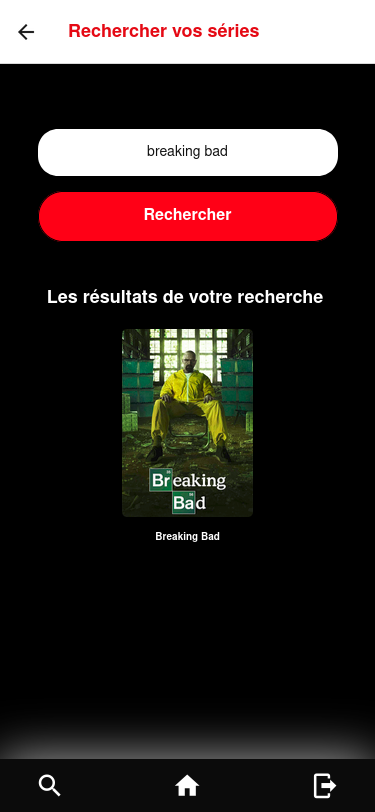 Rechercher vos séries
breaking bad
Rechercher
Les résultats de votre recherche
Breaking
Bad
Breaking Bad